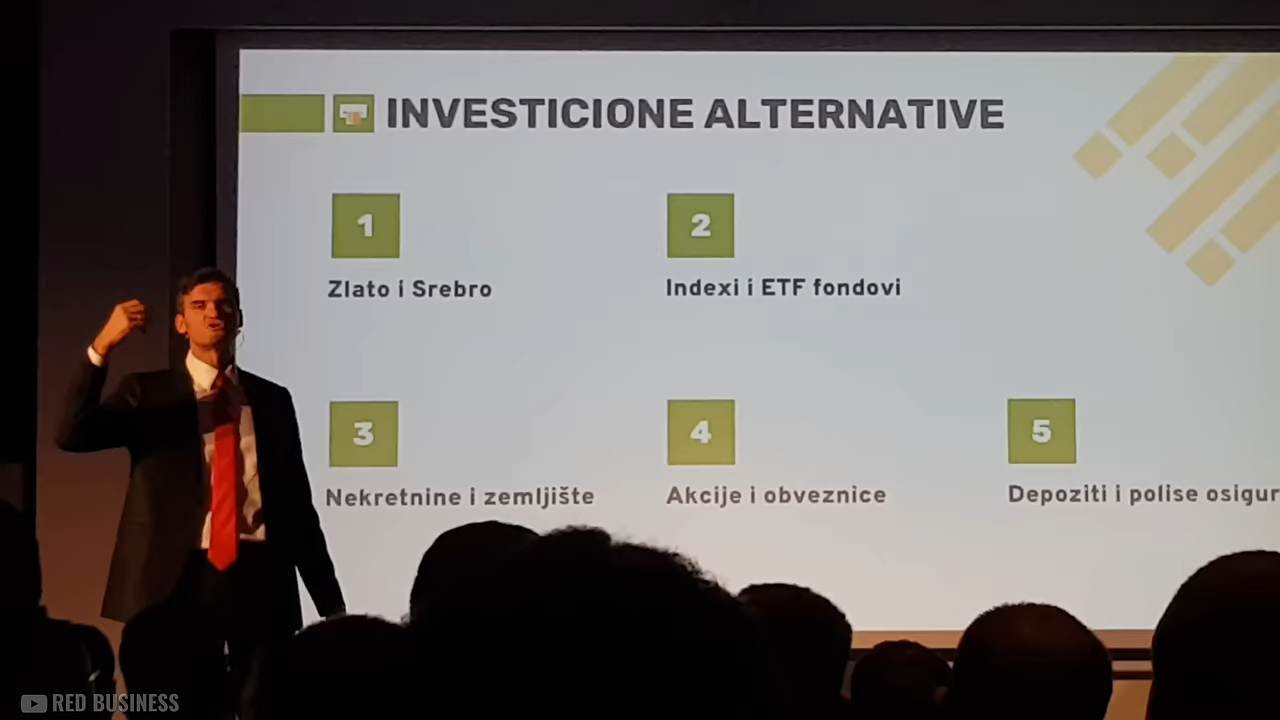 INVESTICIONE ALTERNATIVE
1
2
Zlato i Srebro
Indexi i ETF fondovi
3
4
5
Nekretnine i zemljište
Akcije i obveznice
Depoziti i polise osigur
RED BUSINESS